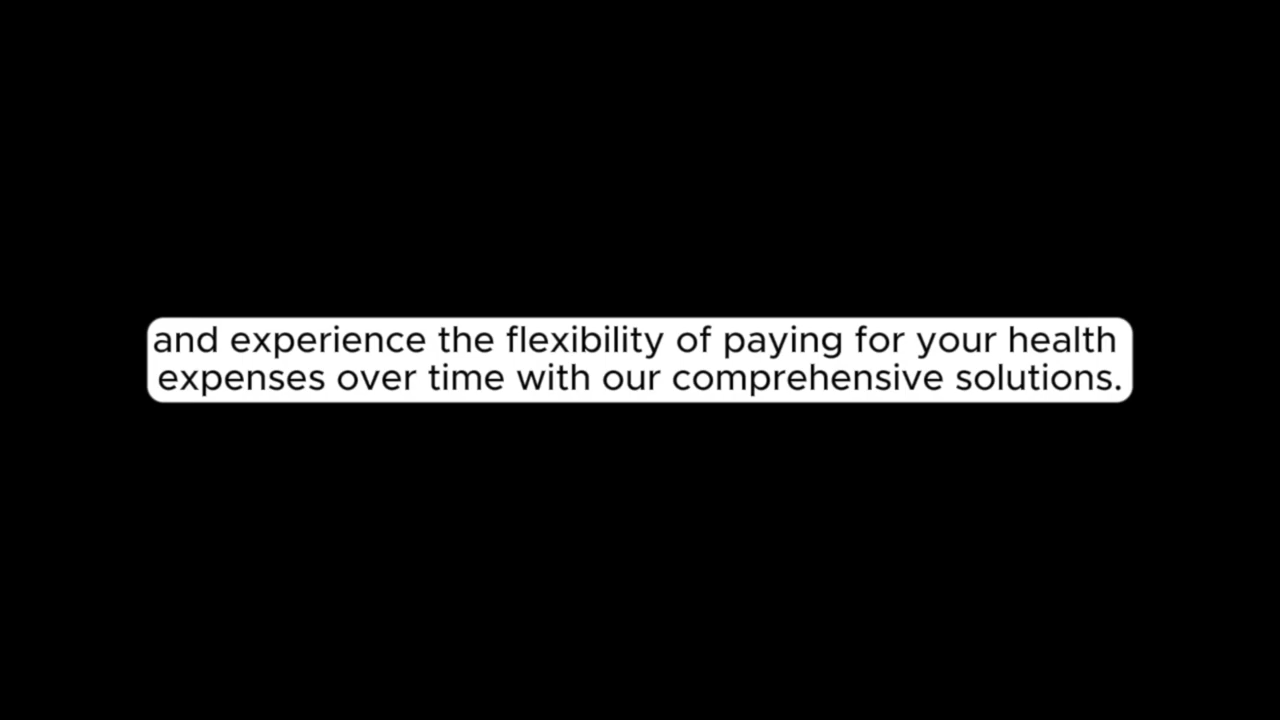 and experience the flexibility of paying for your health
expenses over time with our comprehensive solutions.